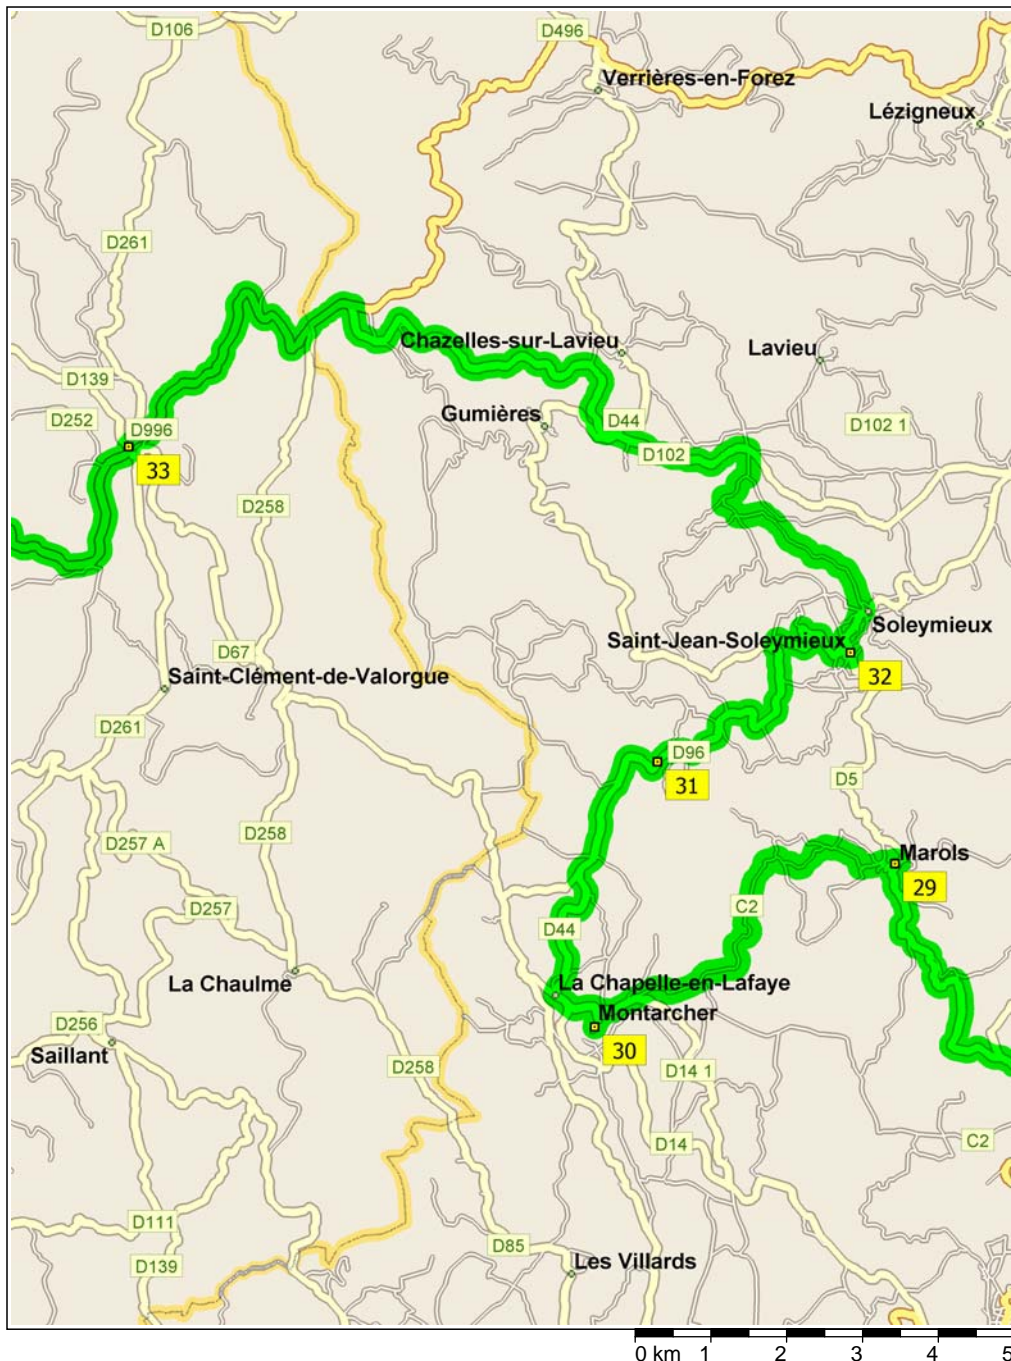 D106
D496
Verrières-en-Forez
Lézigneux
D261
Chazelles-sur-Lavieu
Lavieu
D139
D252
D996
33
Gumières
D44
D102 1
D102
D258
Soleymieux
Saint-Jean-Soleymieux
32
D67
Saint-Clément-de-Valorgue
D261
D96
31
D5
D258
D257 A
Marols
29
D257
C2
D44
La Chaulme
La Chapelle-en-Lafaye
Montarcher
30
D256
Saillant
D258
D14 1
D14
C2
D111
D85
D139
Les Villards
0 km 1 2 3 4 5